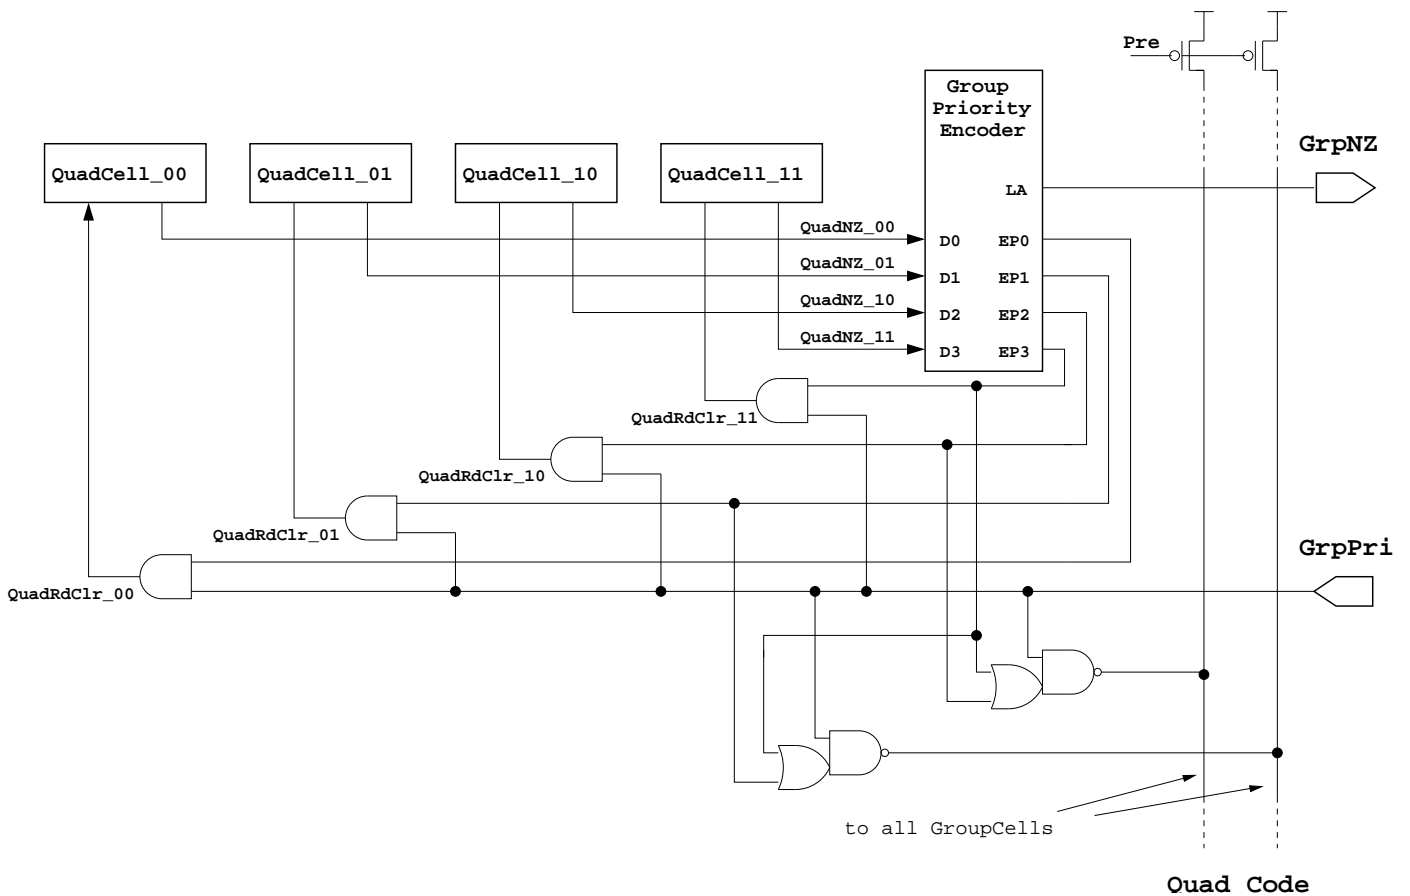 Pre
Group
Priority
Encoder
GrpNZ
QuadCell_00
QuadCell_01
QuadCell_10
QuadCell_11
LA
QuadNZ_00
D0
EP0
QuadNZ_01
D1
EP1
QuadNZ_10
D2
EP2
QuadNZ_11
D3
EP3
QuadRdClr_11
QuadRdClr_10
QuadRdClr_01
GrpPri
QuadRdClr_00
to all GroupCells
Quad Code